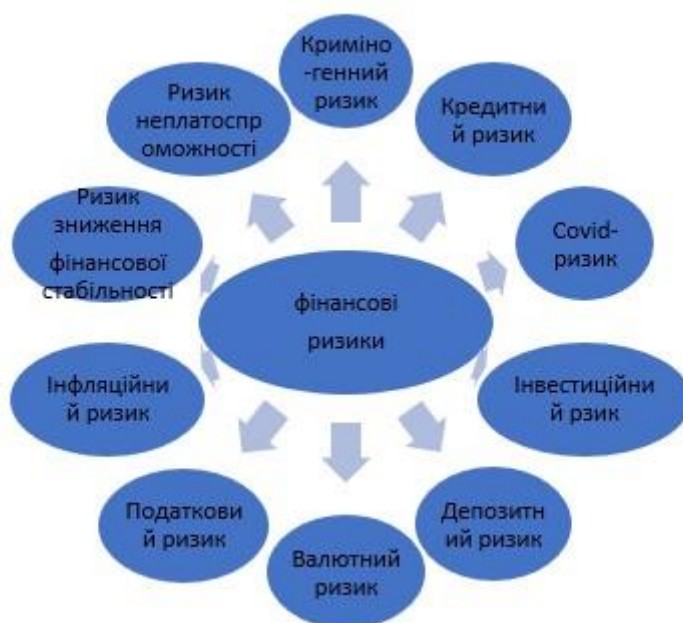 Криміно
-генний
ризик
Кредитни
й ризик
Covid-
ризик
Інвестиційни
й рзик
Депозитн
ий ризик
Валютний
ризик
Податкови
й ризик
Інфляційни
й ризик
Ризик
зниження
фінансової
стабільності
Ризик
неплатоспр
оможності
фінансові
ризики